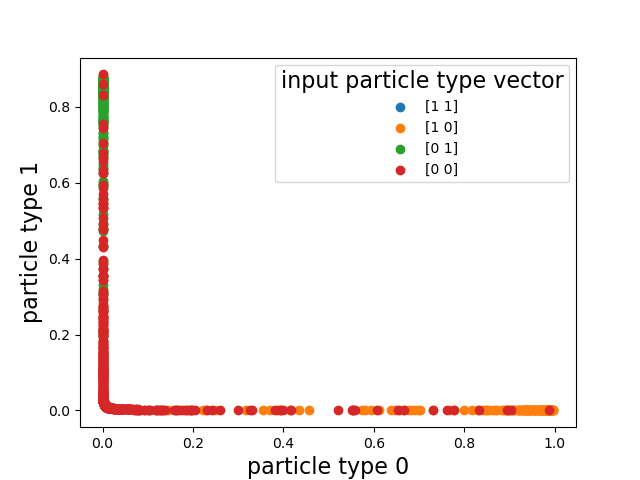 input particle type vector
[1 1]
[1 0]
[0 1]
[0 0]
particle type 1
0.8
0.6
0.4
0.2
0.0
0.0 0.2 0.4 0.6 0.8 1.0
particle type 0